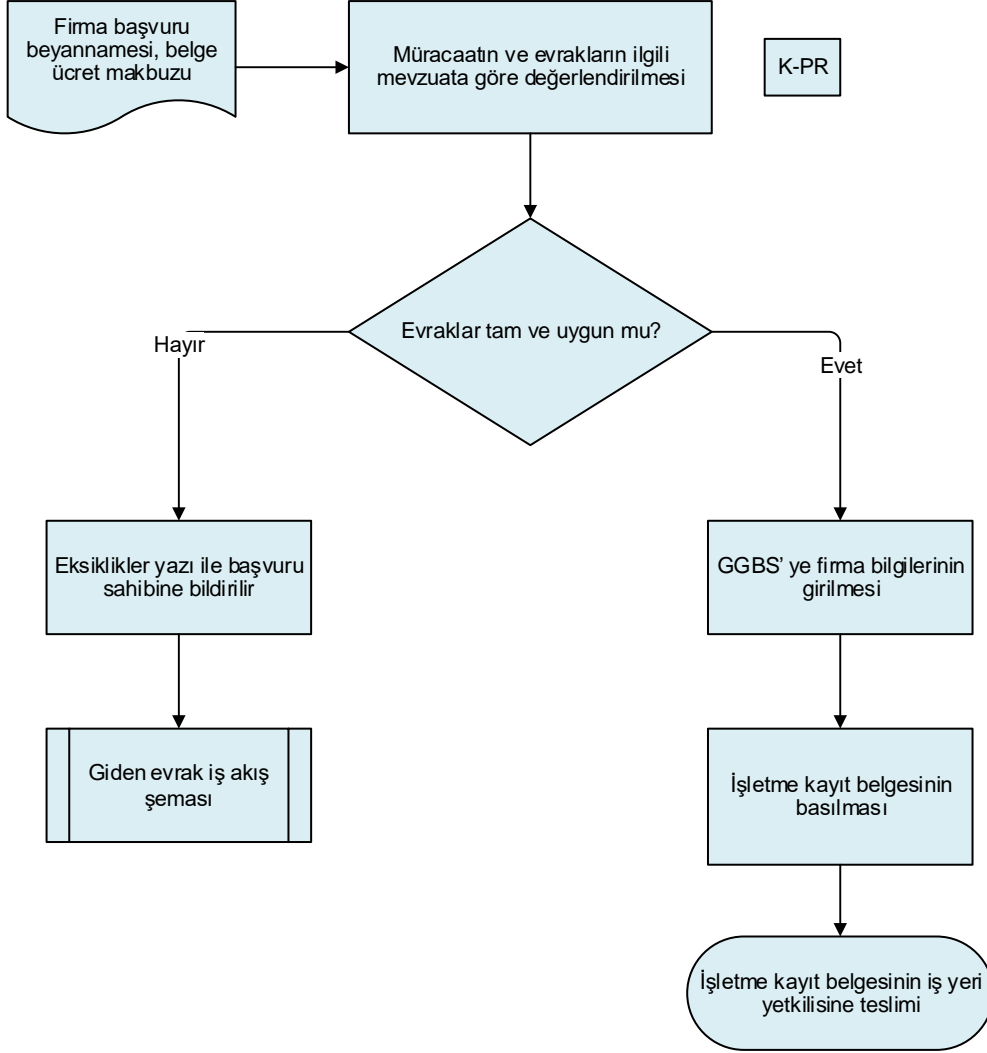 Firma başvuru
beyannamesi, belge
ücret makbuzu
Müracaatın ve evrakların ilgili
mevzuata göre değerlendirilmesi
K-PR
Evraklar tam ve uygun mu?
Hayır
Evet
Eksiklikler yazı ile başvuru
sahibine bildirilir
GGBS’ ye firma bilgilerinin
girilmesi
Giden evrak iş akış
şeması
İşletme kayıt belgesinin
basılması
İşletme kayıt belgesinin iş yeri
yetkilisine teslimi